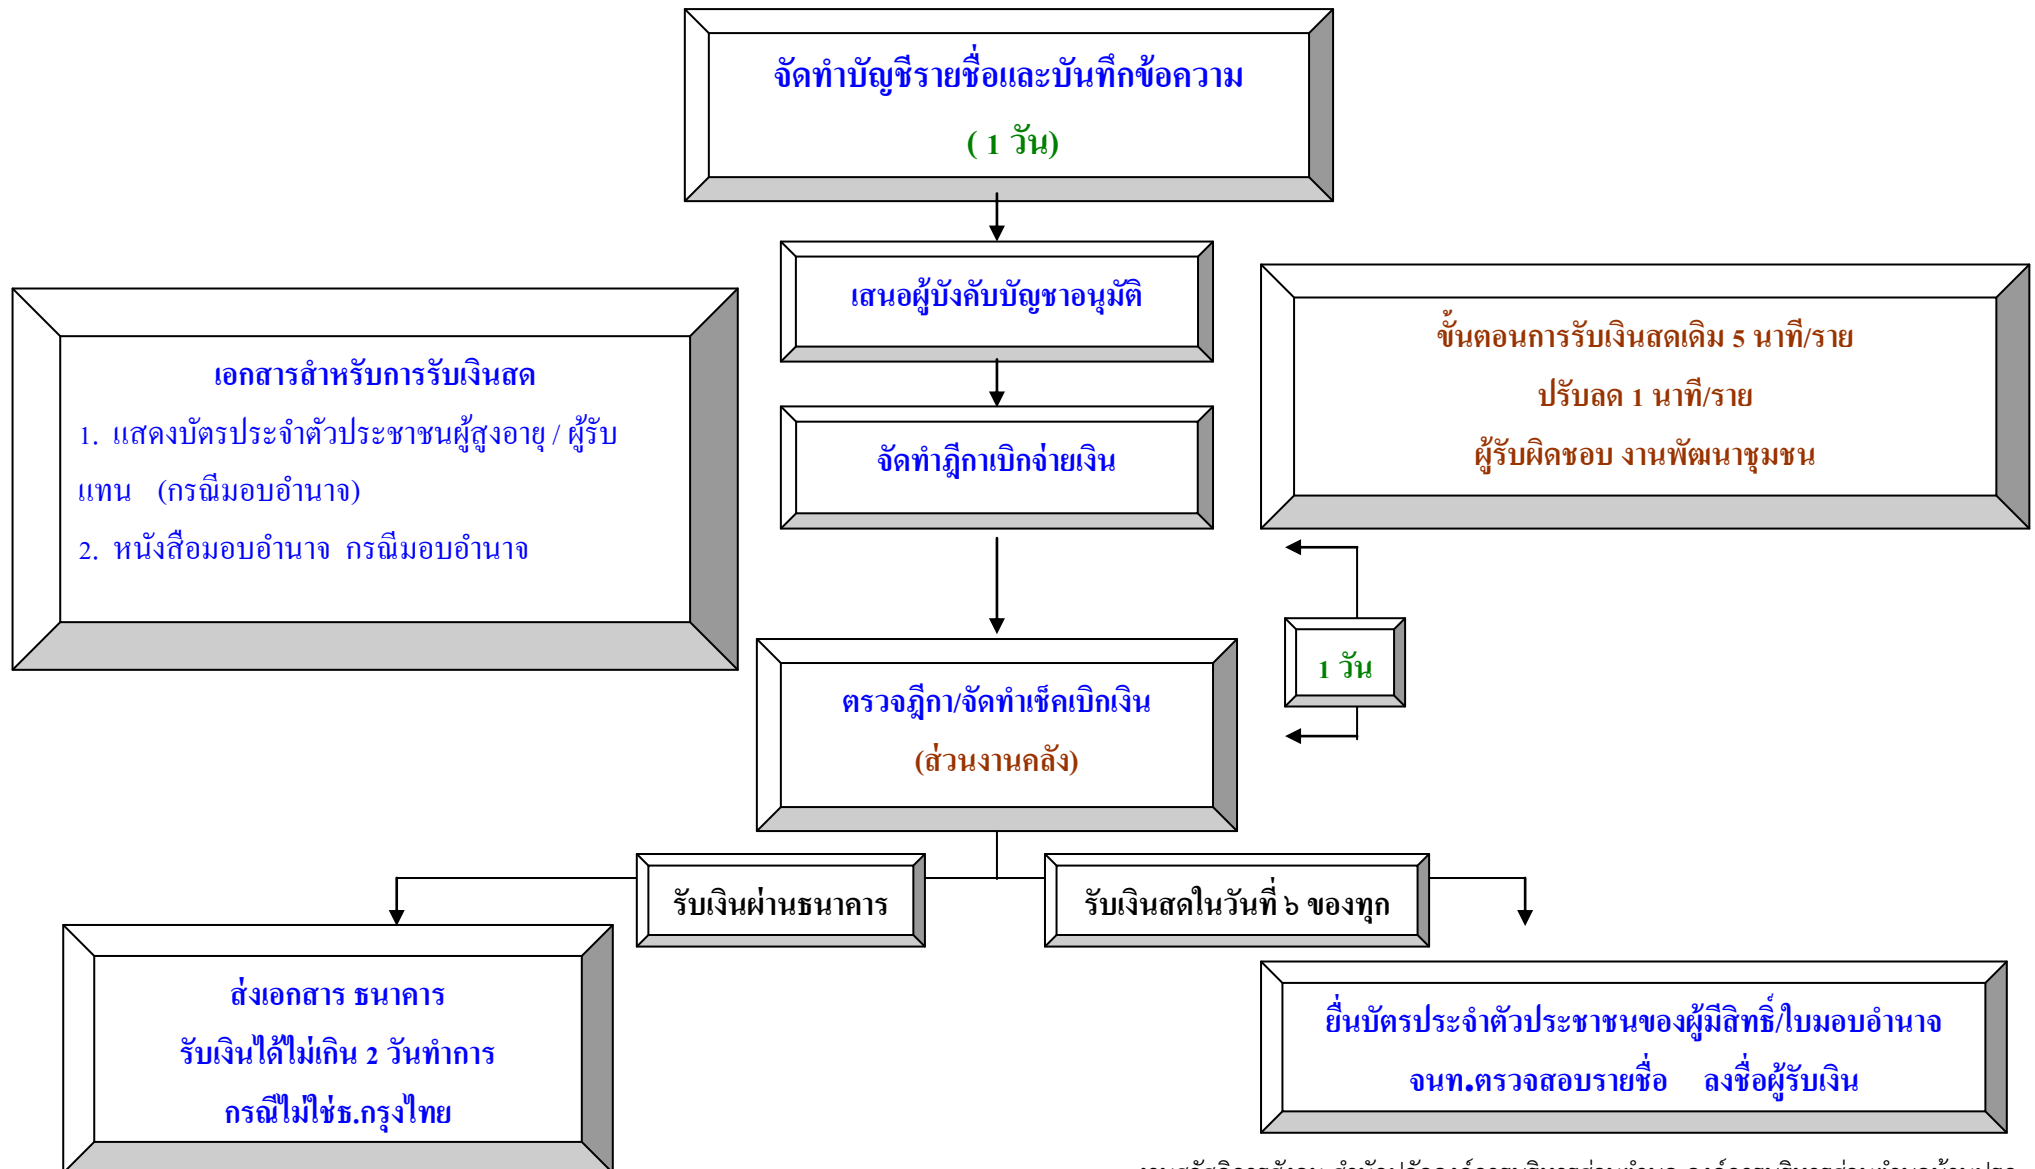 จัดทำบัญชีรายชื่อและบันทึกข้อความ
( 1 วัน)
เสนอผู้บังคับบัญชาอนุมัติ
เอกสารสำหรับการรับเงินสด
1. แสดงบัตรประจำตัวประชาชนผู้สูงอายุ / ผู้รับ
แทน (กรณีมอบอำนาจ)
2. หนังสือมอบอำนาจ กรณีมอบอำนาจ
ขั้นตอนการรับเงินสดเดิม 5 นาที/ราย
ปรับลด 1 นาที/ราย
ผู้รับผิดชอบ งานพัฒนาชุมชน
จัดทำฎีกาเบิกจ่ายเงิน
1 วัน
ตรวจฎีกา/จัดทำเช็คเบิกเงิน
(ส่วนงานคลัง)
รับเงินผ่านธนาคาร
รับเงินสดในวันที่ ๖ ของทุก
ส่งเอกสาร ธนาคาร
รับเงินได้ไม่เกิน 2 วันทำการ
กรณีไม่ใช่ธ.กรุงไทย
ยื่นบัตรประจำตัวประชาชนของผู้มีสิทธิ์/ใบมอบอำนาจ
จนท.ตรวจสอบรายชื่อ ลงชื่อผู้รับเงิน